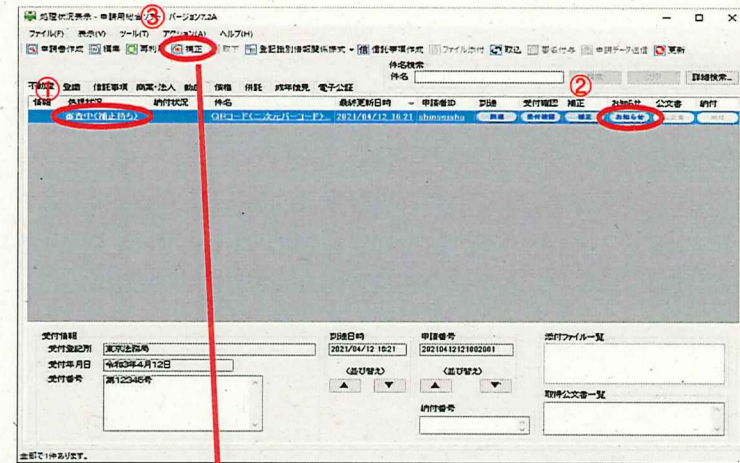 処理状況表示 - 申請用総合ソフト バージョン7.2A
③
ファイル(F) 表示(V) ツール(T) アクション(A) ヘルプ(H)
申請書作成 編集 再利用 補正 取下 登記識別情報関係様式 信託事項作成 ファイル添付 取込 署名付与 申請データ送信 更新
件名検索
件名 検索 クリア 詳細検索...
不動産 登国 信託事項 商業・法人 動産 債権 供託 成年後見 電子公証
① ②
情報 処理状況 納付状況 件名 最終更新日時 申請者ID 到達 受付確認 補正 お知らせ 公文書 納付
審査中(補正待ち) QRコード(二次元バーコード)... 2021/04/12 16:21 shinseisha 到達 受付確認 補正 お知らせ 公文書 納付
受付情報 到達日時 申請番号 添付ファイル一覧
受付登記所 東京法務局 2021/04/12 16:21 20210412121002001
受付年月日 令和3年4月12日 〈並び替え〉 〈並び替え〉
受付番号 第12345号 ▲ ▼ ▲ ▼
取得公文書一覧
納付番号
全部で1件あります。